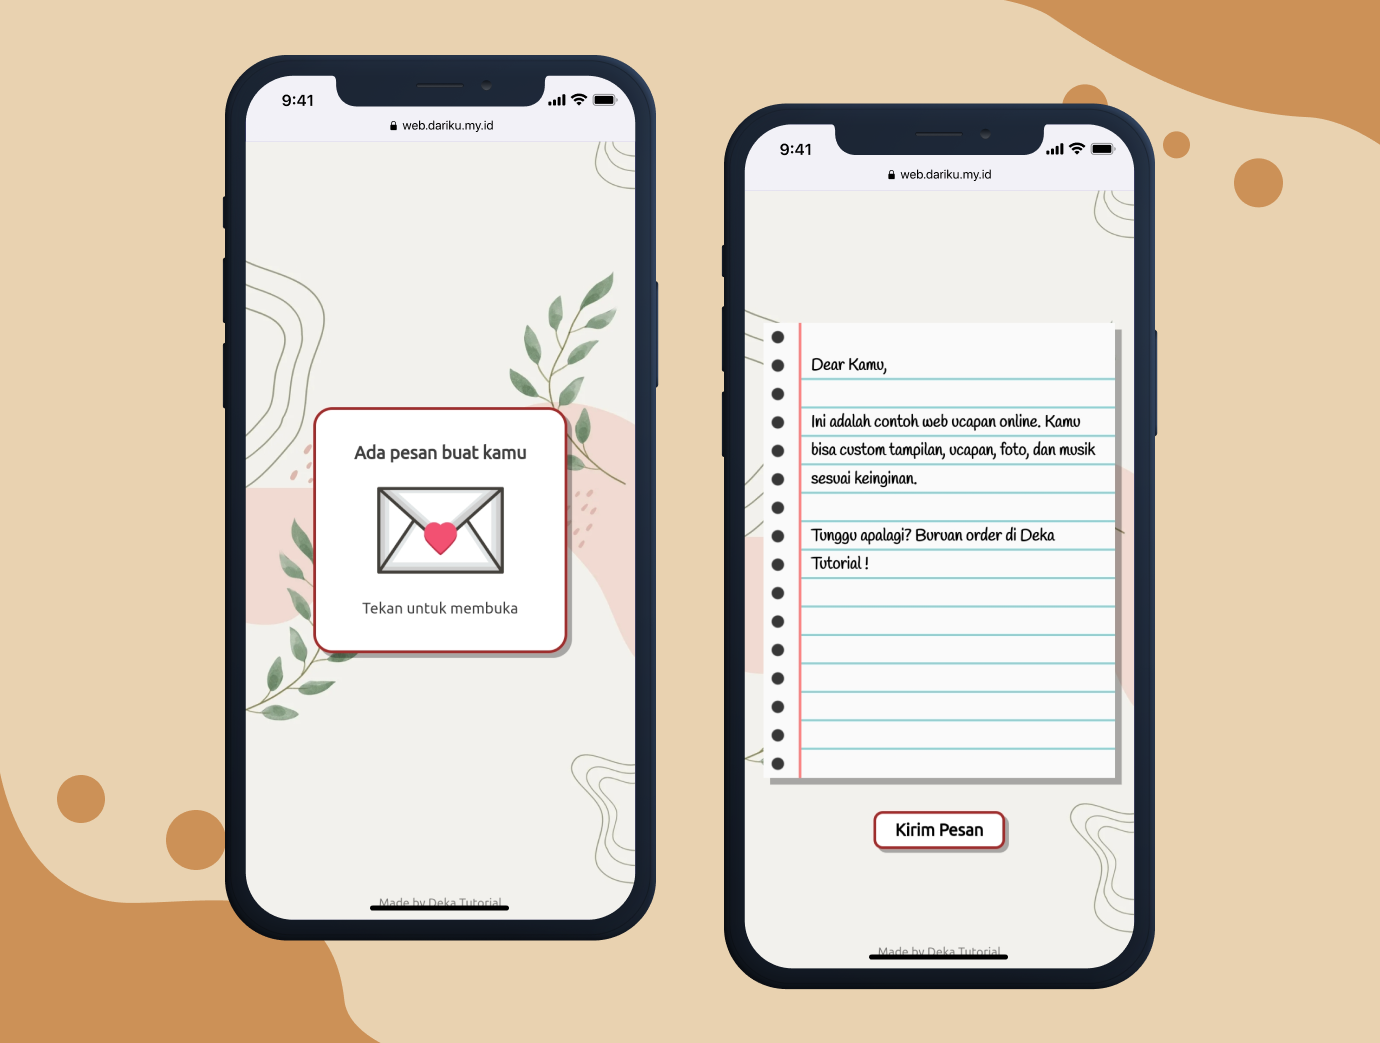 9:41
web.dariku.my.id
Ada pesan buat kamu
Tekan untuk membuka
Made by Deka Tutorial
9:41
web.dariku.my.id
Dear Kamu,
Ini adalah contoh web ucapan online. Kamu
bisa custom tampilan, ucapan, foto, dan musik
sesuai keinginan.
Tunggu apalagi? Buruan order di Deka
Tutorial !
Kirim Pesan
Made by Deka Tutorial